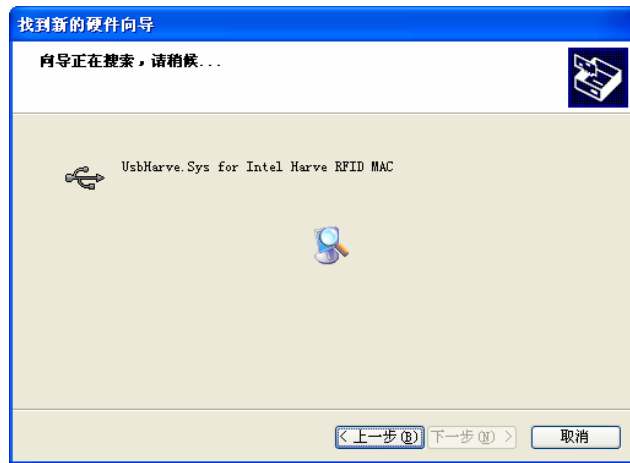 找到新的硬件向导
向导正在搜索，请稍候...
UsbHarve.Sys for Intel Harve RFID MAC
< 上一步(B) 下一步(N) > 取消